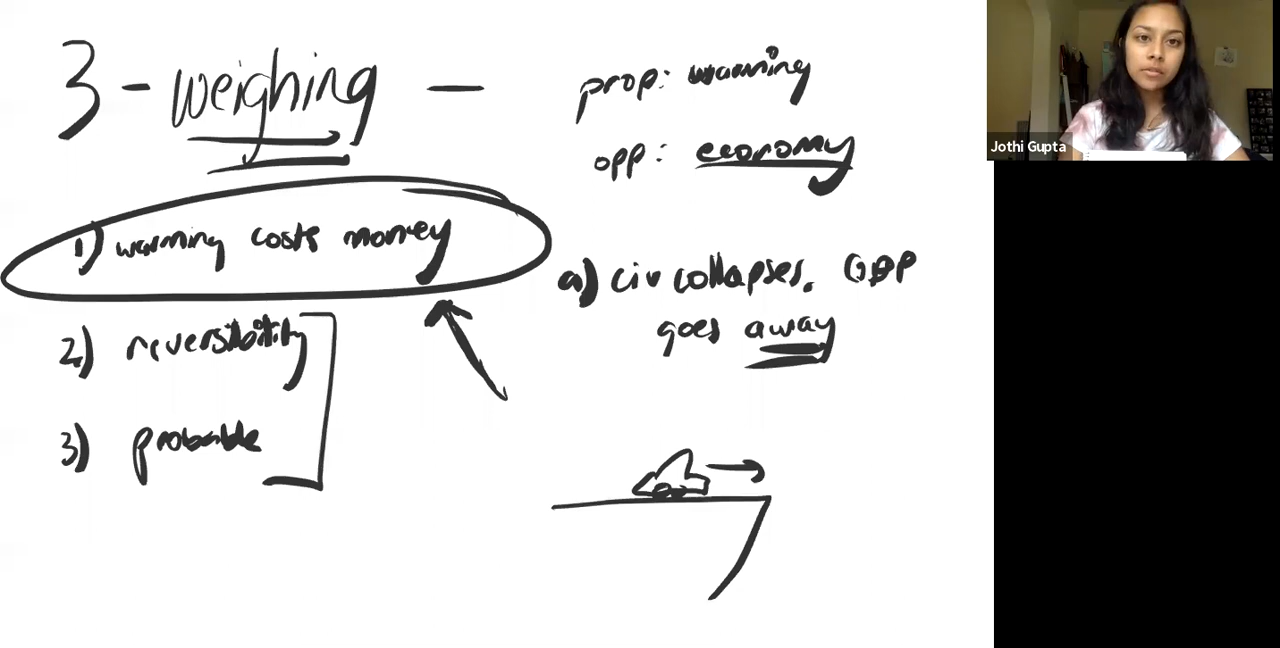 3 - weighing -
prop: warming
opp: economy
1) warming costs money
a) civ collapses. GDP
goes away
2) reversibility
3) probable
Jothi Gupta